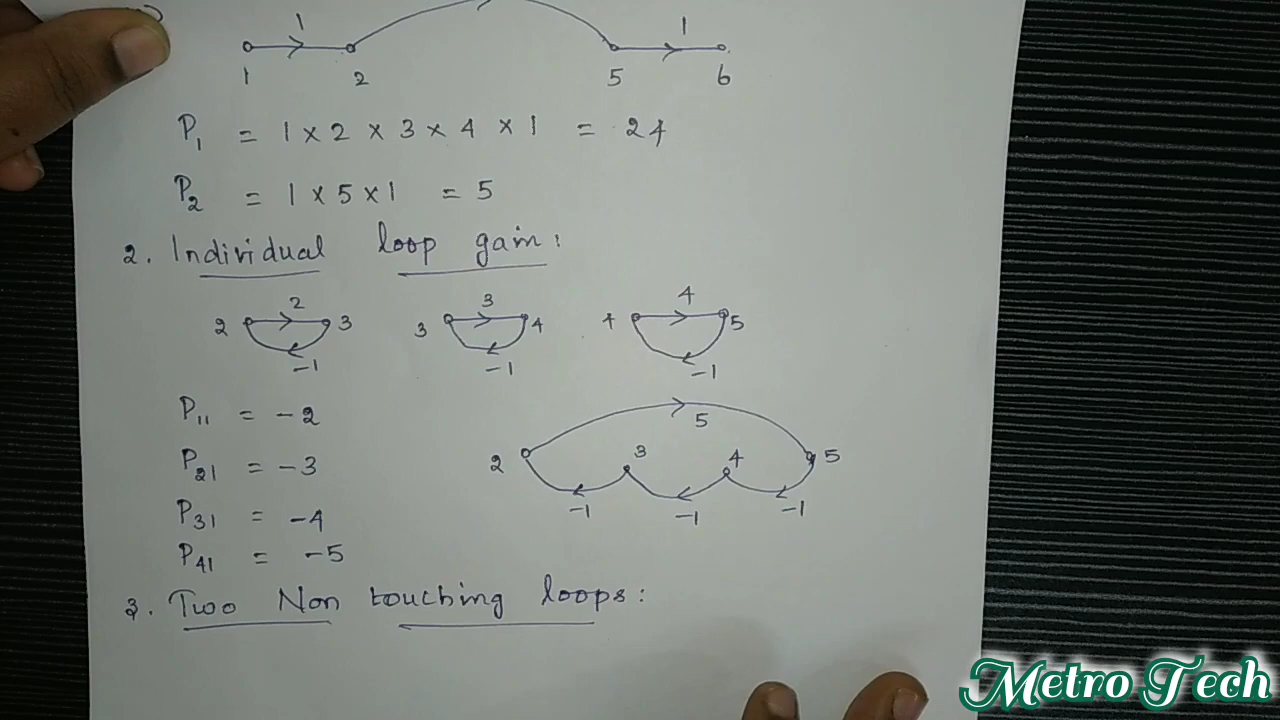 1 1
1 2 5 6
P1 = 1 x 2 x 3 x 4 x 1 = 24
P2 = 1 x 5 x 1 = 5
2. Individual loop gain:
2 3 4
2 3 3 4 4 5
-1 -1 -1
P11 = -2
5
2 3 4 5
P21 = -3
-1 -1 -1
P31 = -4
P41 = -5
3. Two Non touching loops:
Metro Tech